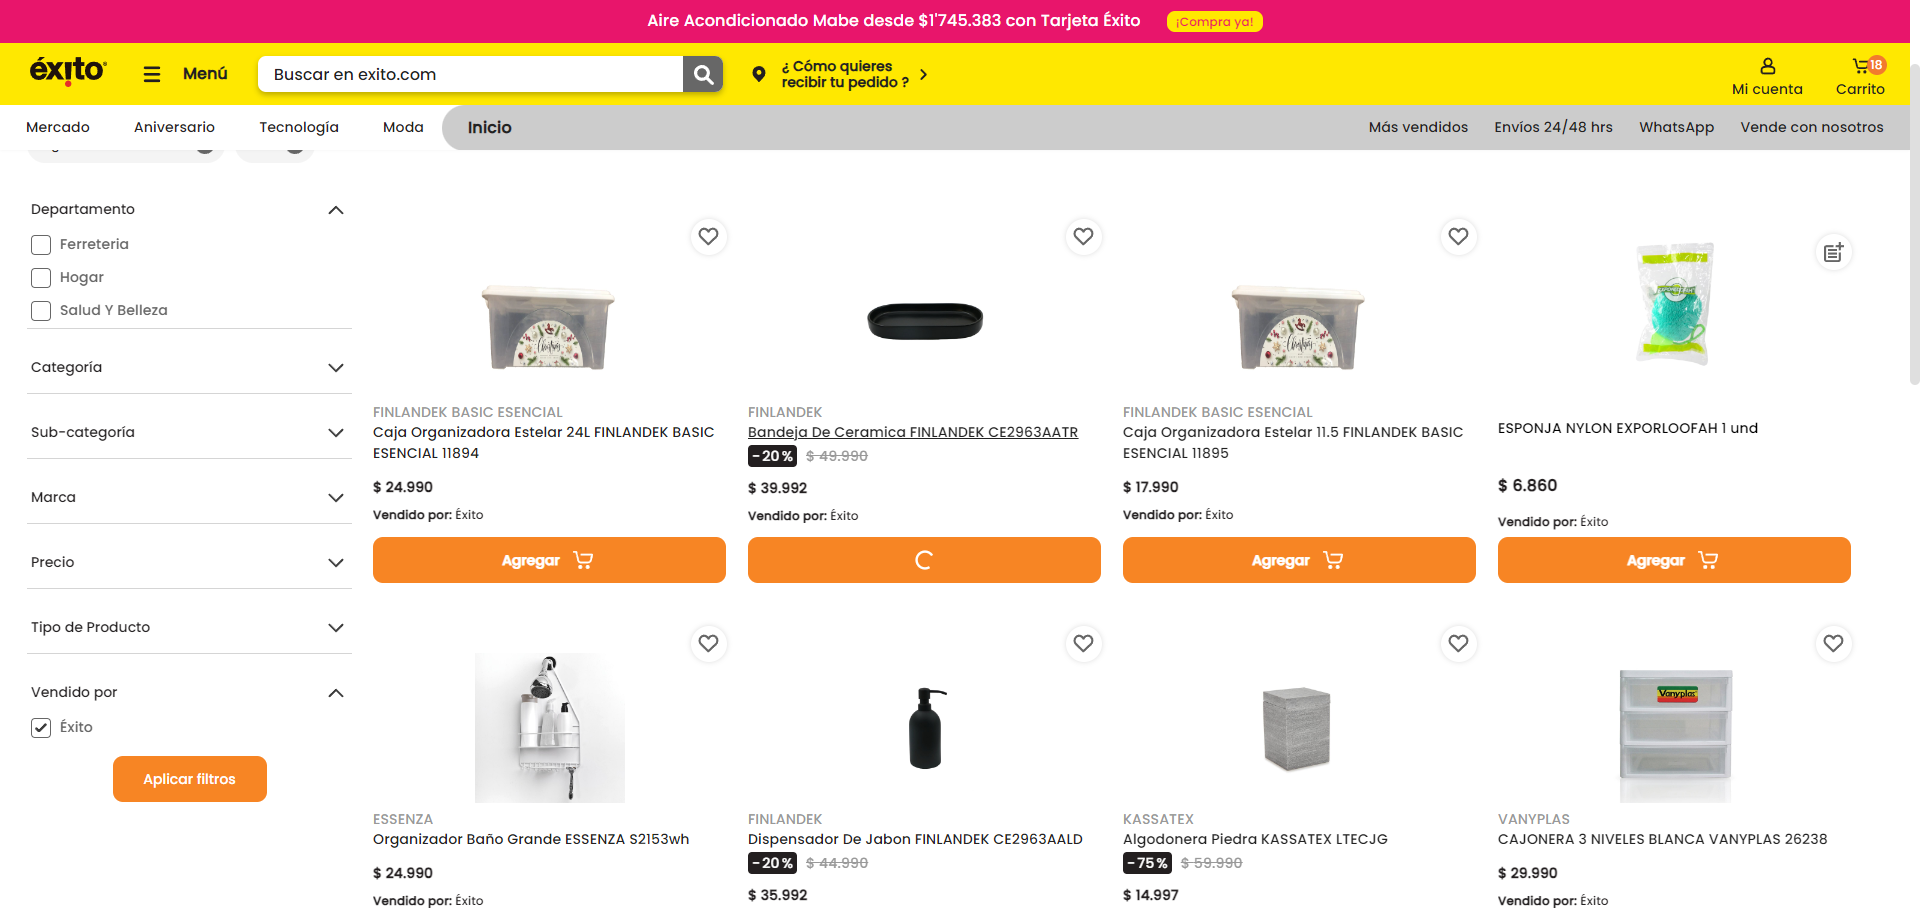 Aire Acondicionado Mabe desde $1'745.383 con Tarjeta Éxito
¡Compra ya!
éxito
Menú
Buscar en exito.com
¿ Cómo quieres
recibir tu pedido ?
Mi cuenta
18
Carrito
Mercado
Aniversario
Tecnología
Moda
Inicio
Más vendidos
Envíos 24/48 hrs
WhatsApp
Vende con nosotros
Departamento
Ferreteria
Hogar
Salud Y Belleza
Categoría
Sub-categoría
Marca
Precio
Tipo de Producto
Vendido por
Éxito
Aplicar filtros
Christmas
FINLANDEK BASIC ESENCIAL
Caja Organizadora Estelar 24L FINLANDEK BASIC
ESENCIAL 11894
$ 24.990
Vendido por: Éxito
Agregar
FINLANDEK
Bandeja De Ceramica FINLANDEK CE2963AATR
-20% $ 49.990
$ 39.992
Vendido por: Éxito
Christmas
FINLANDEK BASIC ESENCIAL
Caja Organizadora Estelar 11.5 FINLANDEK BASIC
ESENCIAL 11895
$ 17.990
Vendido por: Éxito
Agregar
ESPONJA NYLON EXPORLOOFAH 1 und
$ 6.860
Vendido por: Éxito
Agregar
ESSENZA
Organizador Baño Grande ESSENZA S2153wh
$ 24.990
Vendido por: Éxito
FINLANDEK
Dispensador De Jabon FINLANDEK CE2963AALD
-20% $ 44.990
$ 35.992
KASSATEX
Algodonera Piedra KASSATEX LTECJG
-75% $ 59.990
$ 14.997
Vanyplas
VANYPLAS
CAJONERA 3 NIVELES BLANCA VANYPLAS 26238
$ 29.990
Vendido por: Éxito